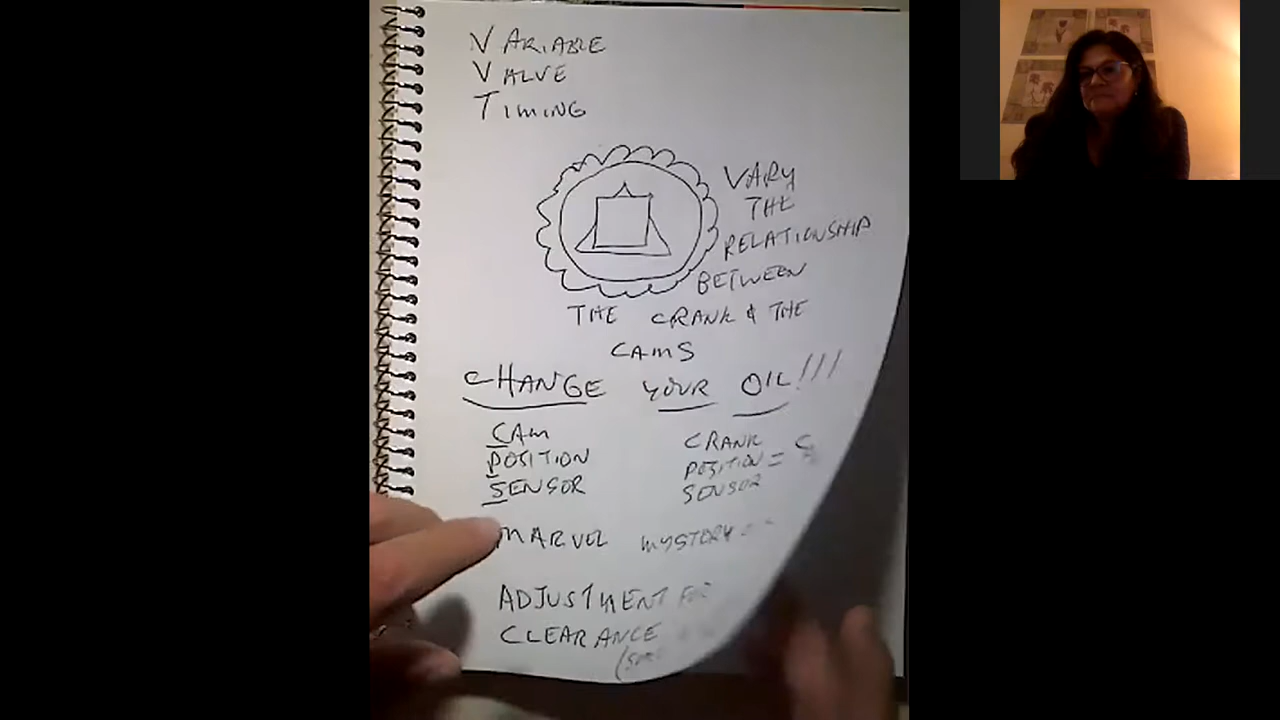 VARIABLE
VALVE
TIMING
VARY
THE
RELATIONSHIP
BETWEEN
THE CRANK & THE
CAMS
CHANGE YOUR OIL!!!
CAM
POSITION
SENSOR
CRANK
POSITION =
SENSOR
MARVEL MYSTERY
ADJUSTMENT FOR
CLEARANCE